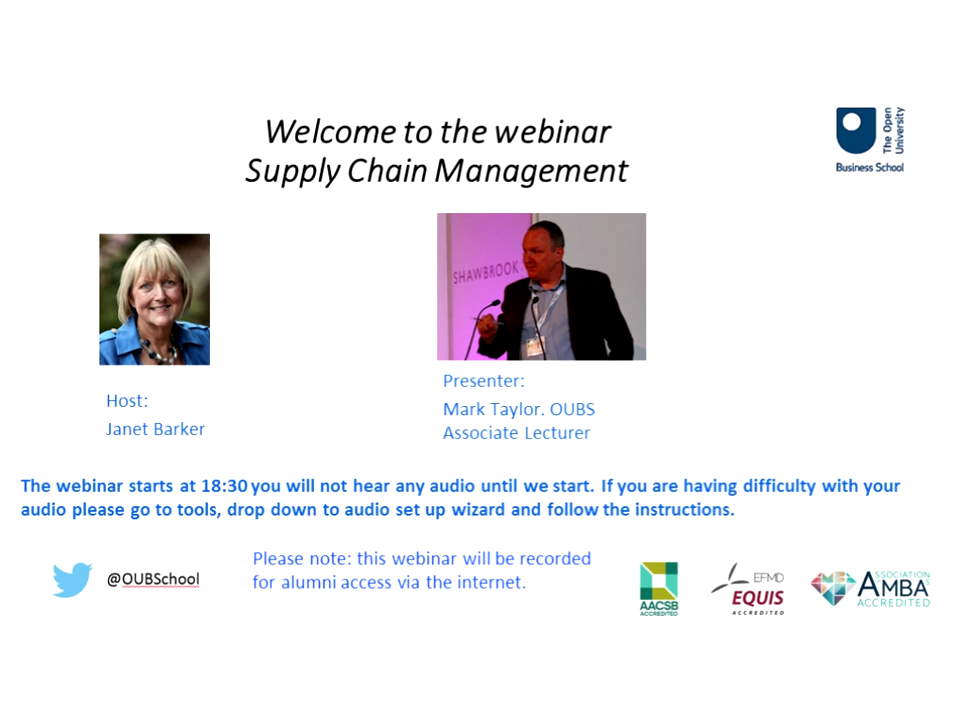 Welcome to the webinar
Supply Chain Management
The Open
University
Business School
SHAWBROOK
Host:
Janet Barker
Presenter:
Mark Taylor. OUBS
Associate Lecturer
The webinar starts at 18:30 you will not hear any audio until we start. If you are having difficulty with your
audio please go to tools, drop down to audio set up wizard and follow the instructions.
@OUBSchool
Please note: this webinar will be recorded
for alumni access via the internet.
AACSB
ACCREDITED
EFMD
EQUIS
ACCREDITED
ASSOCIATION
AMBA
ACCREDITED